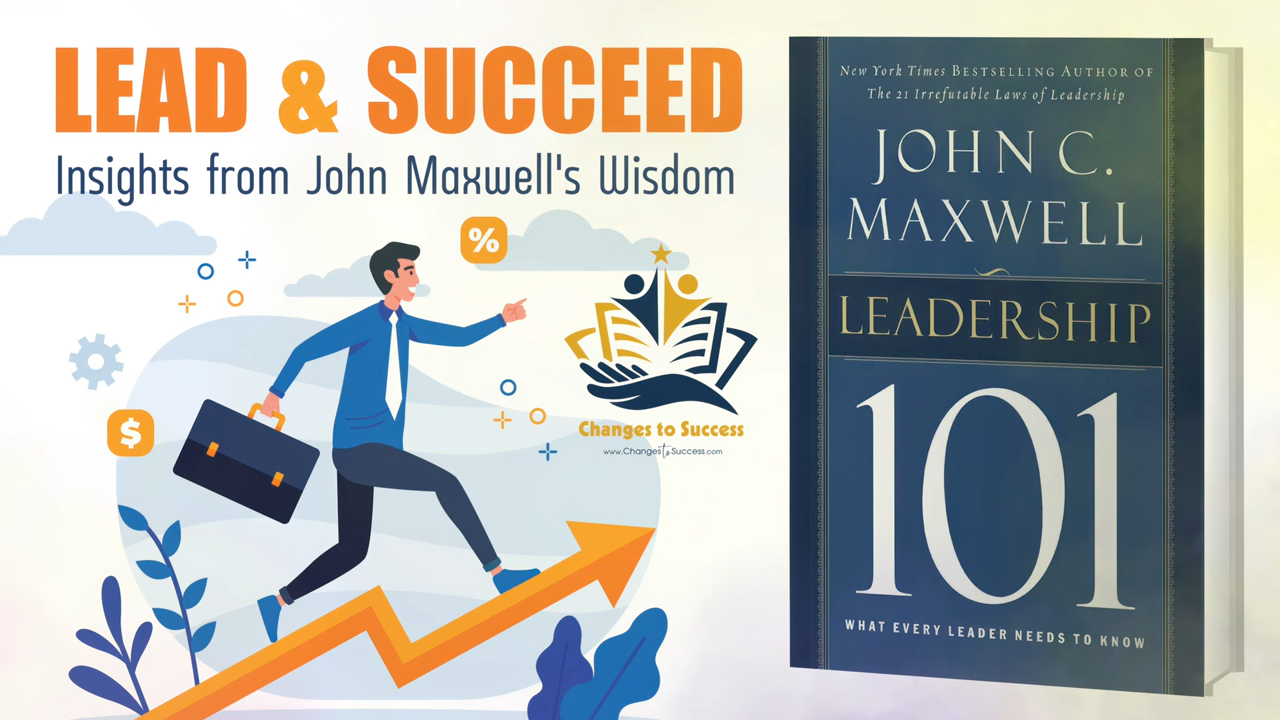 LEAD & SUCCEED
Insights from John Maxwell's Wisdom
%
$
Changes to Success
www.ChangestoSuccess.com
New York Times BESTSELLING AUTHOR OF
The 21 Irrefutable Laws of Leadership
JOHN C.
MAXWELL
LEADERSHIP
101
WHAT EVERY LEADER NEEDS TO KNOW